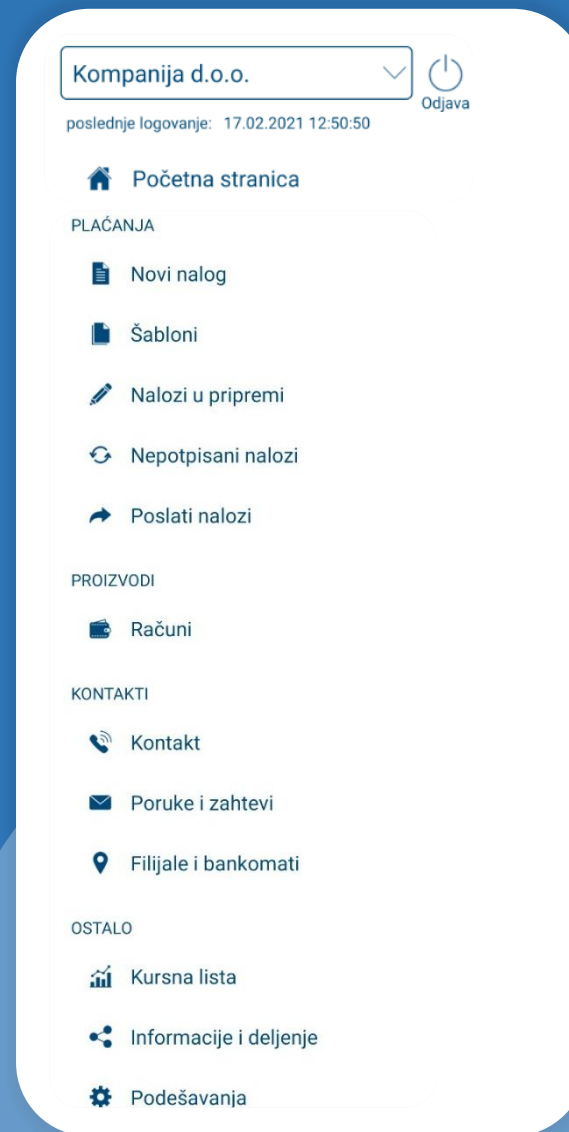 Kompanija d.o.o.
Odjava
poslednje logovanje: 17.02.2021 12:50:50
Početna stranica
PLAĆANJA
Novi nalog
Šabloni
Nalozi u pripremi
Nepotpisani nalozi
Poslati nalozi
PROIZVODI
Računi
KONTAKTI
Kontakt
Poruke i zahtevi
Filijale i bankomati
OSTALO
Kursna lista
Informacije i deljenje
Podešavanja